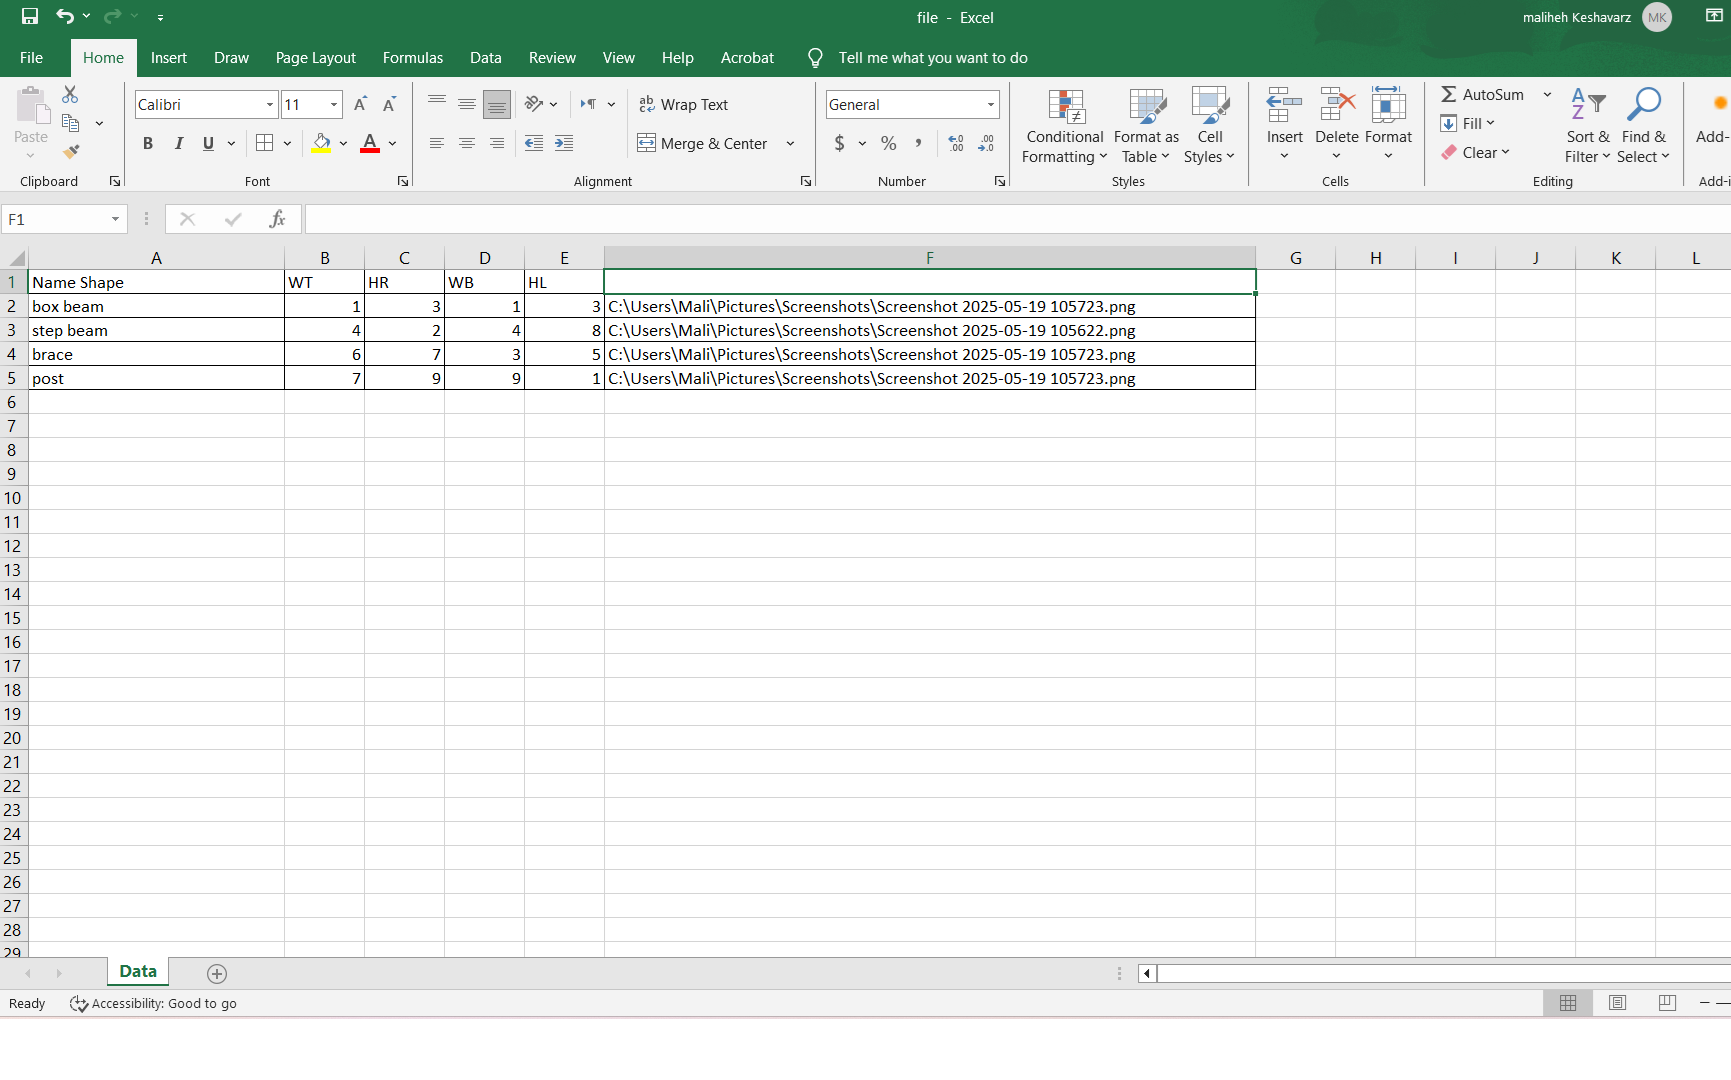 file - Excel
maliheh Keshavarz MK
File Home Insert Draw Page Layout Formulas Data Review View Help Acrobat Tell me what you want to do
Paste
Clipboard
Calibri 11 A A
B I U A
Font
ab Wrap Text
Merge & Center
Alignment
General
$ % ,
Number
Conditional Formatting
Format as Table
Cell Styles
Styles
Insert Delete Format
Cells
AutoSum
Fill
Clear
Sort & Filter
Find & Select
Editing
Add-
Add-i
F1 fx
A B C D E F G H I J K L
1 Name Shape WT HR WB HL
2 box beam 1 3 1 3 C:\Users\Mali\Pictures\Screenshots\Screenshot 2025-05-19 105723.png
3 step beam 4 2 4 8 C:\Users\Mali\Pictures\Screenshots\Screenshot 2025-05-19 105622.png
4 brace 6 7 3 5 C:\Users\Mali\Pictures\Screenshots\Screenshot 2025-05-19 105723.png
5 post 7 9 9 1 C:\Users\Mali\Pictures\Screenshots\Screenshot 2025-05-19 105723.png
6
7
8
9
10
11
12
13
14
15
16
17
18
19
20
21
22
23
24
25
26
27
28
29
Data
Ready Accessibility: Good to go